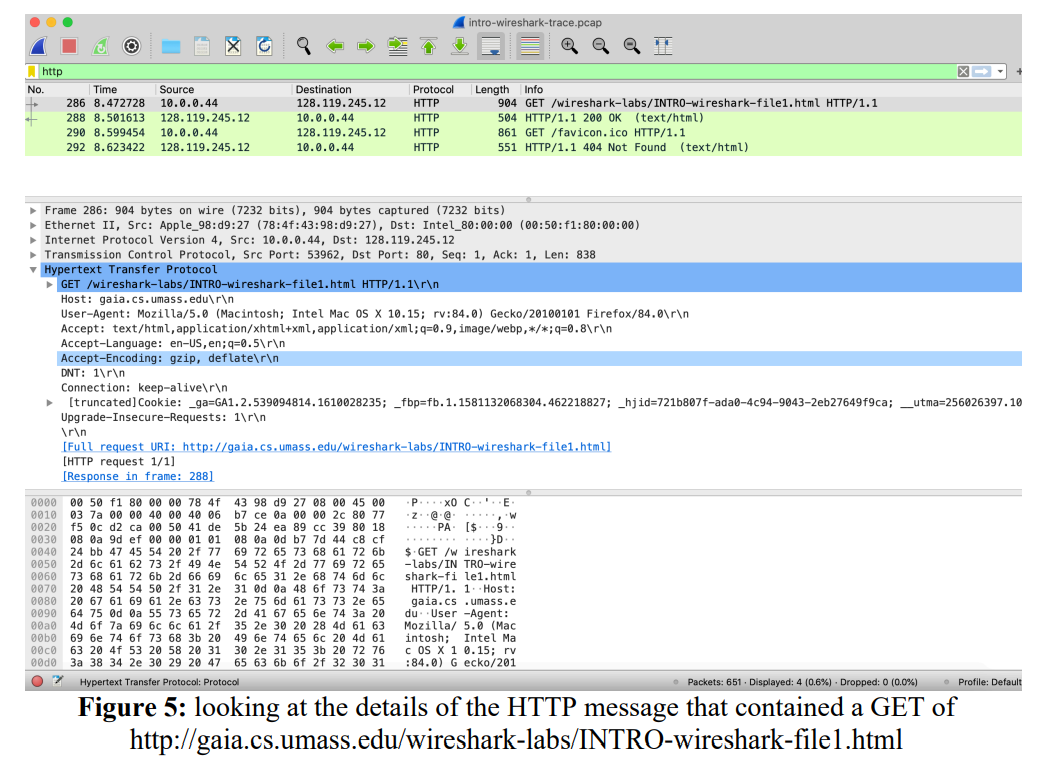 intro-wireshark-trace.pcap
http
No. Time Source Destination Protocol Length Info
286 8.472728 10.0.0.44 128.119.245.12 HTTP 904 GET /wireshark-labs/INTRO-wireshark-file1.html HTTP/1.1
288 8.501613 128.119.245.12 10.0.0.44 HTTP 504 HTTP/1.1 200 OK (text/html)
290 8.599454 10.0.0.44 128.119.245.12 HTTP 861 GET /favicon.ico HTTP/1.1
292 8.623422 128.119.245.12 10.0.0.44 HTTP 551 HTTP/1.1 404 Not Found (text/html)
Frame 286: 904 bytes on wire (7232 bits), 904 bytes captured (7232 bits)
Ethernet II, Src: Apple_98:d9:27 (78:4f:43:98:d9:27), Dst: Intel_80:00:00 (00:50:f1:80:00:00)
Internet Protocol Version 4, Src: 10.0.0.44, Dst: 128.119.245.12
Transmission Control Protocol, Src Port: 53962, Dst Port: 80, Seq: 1, Ack: 1, Len: 838
Hypertext Transfer Protocol
GET /wireshark-labs/INTRO-wireshark-file1.html HTTP/1.1\r\n
Host: gaia.cs.umass.edu\r\n
User-Agent: Mozilla/5.0 (Macintosh; Intel Mac OS X 10.15; rv:84.0) Gecko/20100101 Firefox/84.0\r\n
Accept: text/html,application/xhtml+xml,application/xml;q=0.9,image/webp,*/*;q=0.8\r\n
Accept-Language: en-US,en;q=0.5\r\n
Accept-Encoding: gzip, deflate\r\n
DNT: 1\r\n
Connection: keep-alive\r\n
[truncated]Cookie: _ga=GA1.2.539094814.1610028235; _fbp=fb.1.1581132068304.462218827; _hjid=721b807f-ada0-4c94-9043-2eb27649f9ca; __utma=256026397.10
Upgrade-Insecure-Requests: 1\r\n
\r\n
[Full request URI: http://gaia.cs.umass.edu/wireshark-labs/INTRO-wireshark-file1.html]
[HTTP request 1/1]
[Response in frame: 288]
0000 00 50 f1 80 00 00 78 4f 43 98 d9 27 08 00 45 00 ·P····xO C··'··E·
0010 03 7a 00 00 40 00 40 06 b7 ce 0a 00 00 2c 80 77 ·z··@·@· ·····,·w
0020 f5 0c d2 ca 00 50 41 de 5b 24 ea 89 cc 39 80 18 ·····PA· [$···9··
0030 08 0a 9d ef 00 00 01 01 08 0a 0d b7 7d 44 c8 cf ········ ····}D··
0040 24 bb 47 45 54 20 2f 77 69 72 65 73 68 61 72 6b $·GET /w ireshark
0050 2d 6c 61 62 73 2f 49 4e 54 52 4f 2d 77 69 72 65 -labs/IN TRO-wire
0060 73 68 61 72 6b 2d 66 69 6c 65 31 2e 68 74 6d 6c shark-fi le1.html
0070 20 48 54 54 50 2f 31 2e 31 0d 0a 48 6f 73 74 3a HTTP/1. 1··Host:
0080 20 67 61 69 61 2e 63 73 2e 75 6d 61 73 73 2e 65 gaia.cs .umass.e
0090 64 75 0d 0a 55 73 65 72 2d 41 67 65 6e 74 3a 20 du··User -Agent:
00a0 4d 6f 7a 69 6c 6c 61 2f 35 2e 30 20 28 4d 61 63 Mozilla/ 5.0 (Mac
00b0 69 6e 74 6f 73 68 3b 20 49 6e 74 65 6c 20 4d 61 intosh; Intel Ma
00c0 63 20 4f 53 20 58 20 31 30 2e 31 35 3b 20 72 76 c OS X 1 0.15; rv
00d0 3a 38 34 2e 30 29 20 47 65 63 6b 6f 2f 32 30 31 :84.0) G ecko/201
Hypertext Transfer Protocol: Protocol Packets: 651 · Displayed: 4 (0.6%) · Dropped: 0 (0.0%) Profile: Default
Figure 5: looking at the details of the HTTP message that contained a GET of
http://gaia.cs.umass.edu/wireshark-labs/INTRO-wireshark-file1.html